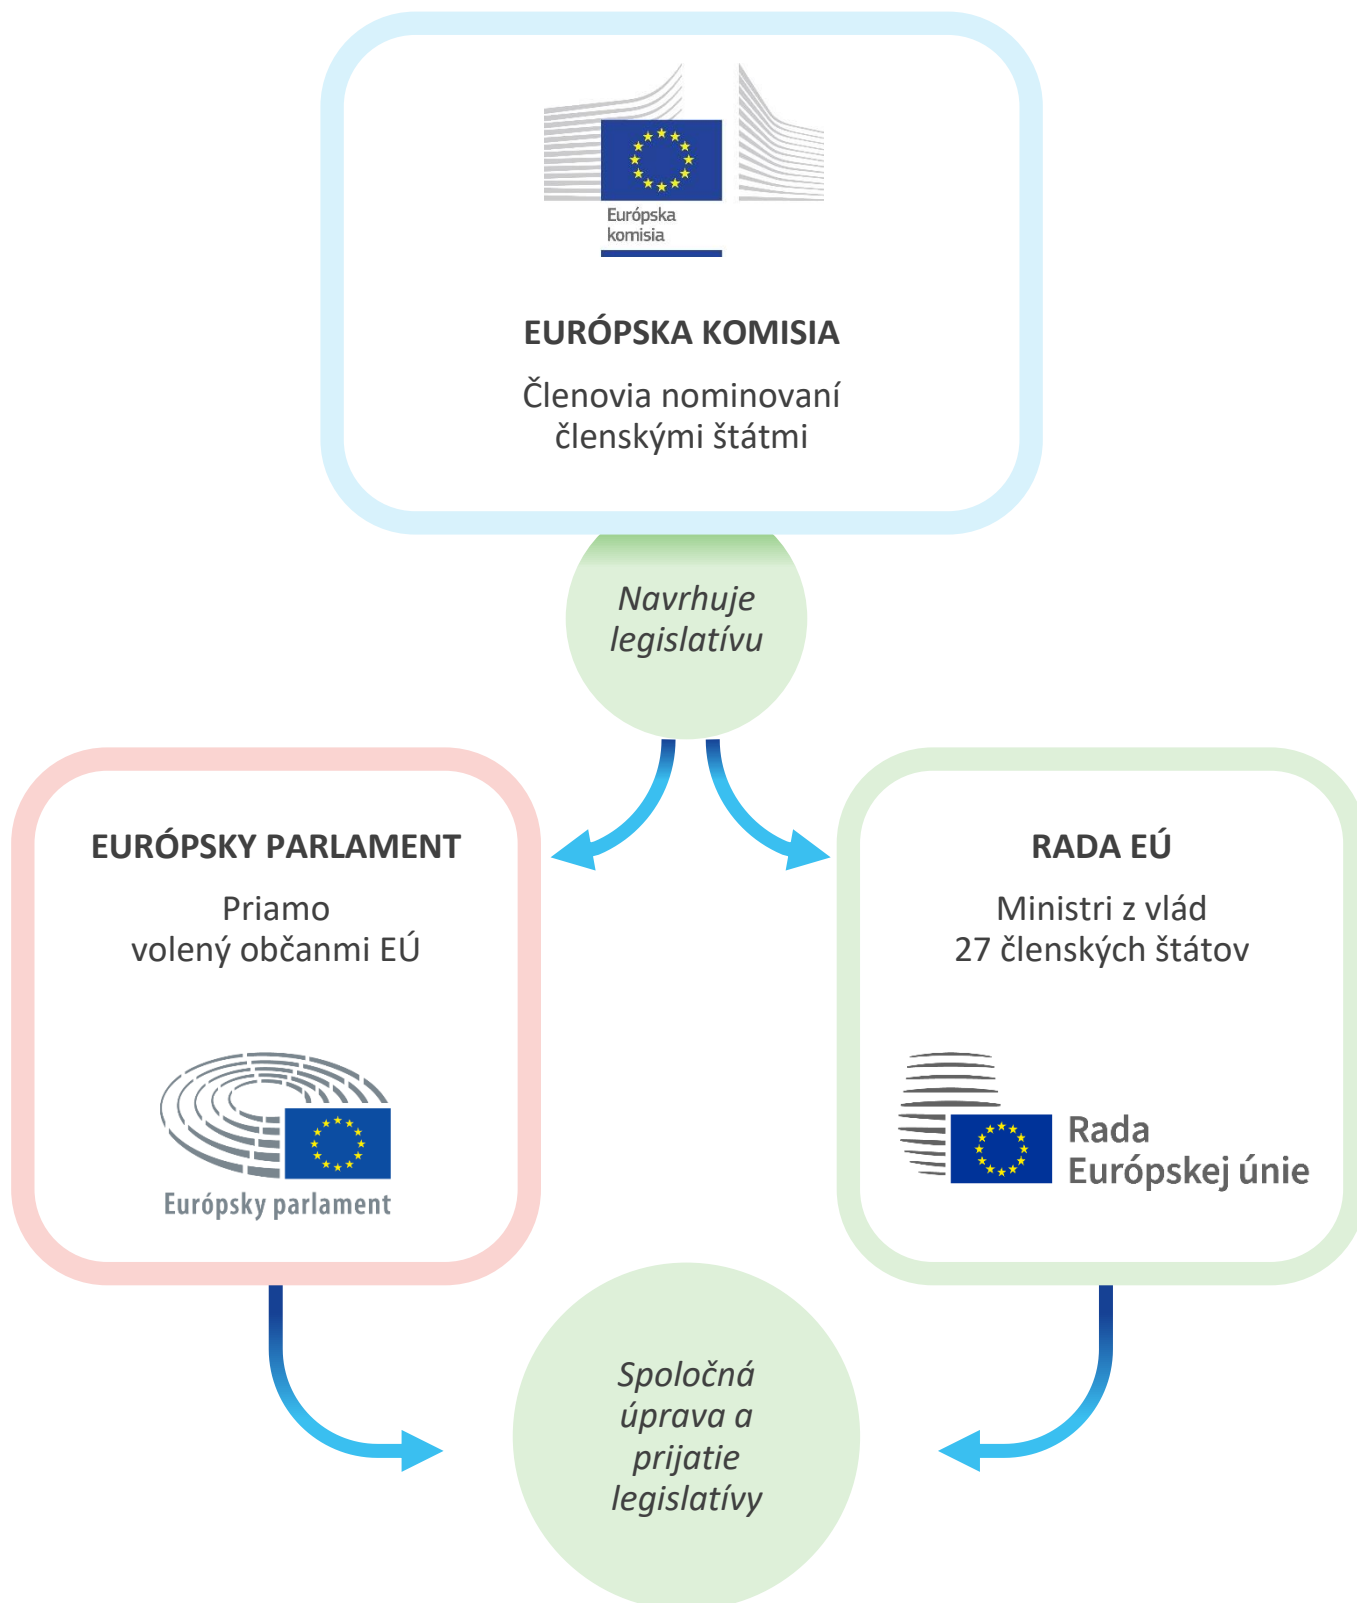 Európska
komisia
EURÓPSKA KOMISIA
Členovia nominovaní
členskými štátmi
Navrhuje
legislatívu
EURÓPSKY PARLAMENT
Priamo
volený občanmi EÚ
Európsky parlament
RADA EÚ
Ministri z vlád
27 členských štátov
Rada
Európskej únie
Spoločná
úprava a
prijatie
legislatívy